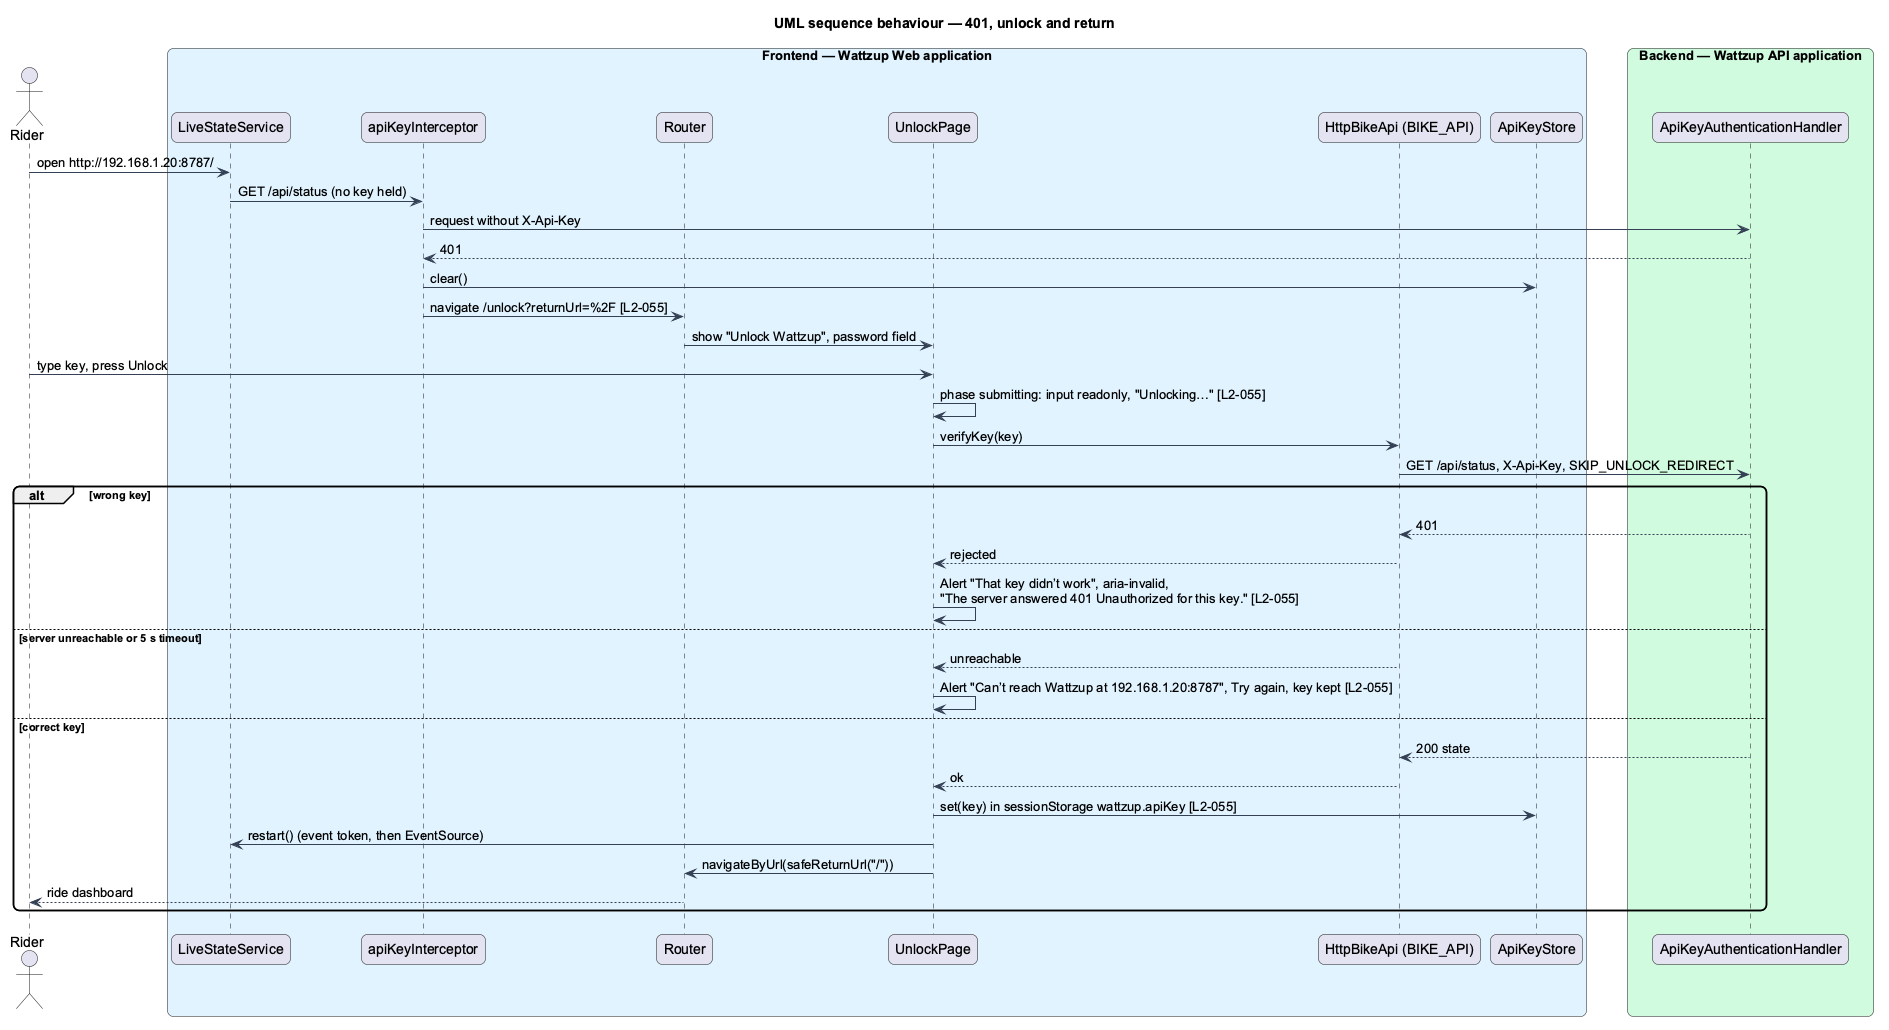 UML sequence behaviour — 401, unlock and return
Frontend — Wattzup Web application
Backend — Wattzup API application
Rider
LiveStateService
apiKeyInterceptor
Router
UnlockPage
HttpBikeApi (BIKE_API)
ApiKeyStore
ApiKeyAuthenticationHandler
open http://192.168.1.20:8787/
GET /api/status (no key held)
request without X-Api-Key
401
clear()
navigate /unlock?returnUrl=%2F [L2-055]
show "Unlock Wattzup", password field
type key, press Unlock
phase submitting: input readonly, "Unlocking…" [L2-055]
verifyKey(key)
GET /api/status, X-Api-Key, SKIP_UNLOCK_REDIRECT
alt
[wrong key]
401
rejected
Alert "That key didn’t work", aria-invalid,
"The server answered 401 Unauthorized for this key." [L2-055]
[server unreachable or 5 s timeout]
unreachable
Alert "Can’t reach Wattzup at 192.168.1.20:8787", Try again, key kept [L2-055]
[correct key]
200 state
ok
set(key) in sessionStorage wattzup.apiKey [L2-055]
restart() (event token, then EventSource)
navigateByUrl(safeReturnUrl("/"))
ride dashboard
Rider
LiveStateService
apiKeyInterceptor
Router
UnlockPage
HttpBikeApi (BIKE_API)
ApiKeyStore
ApiKeyAuthenticationHandler